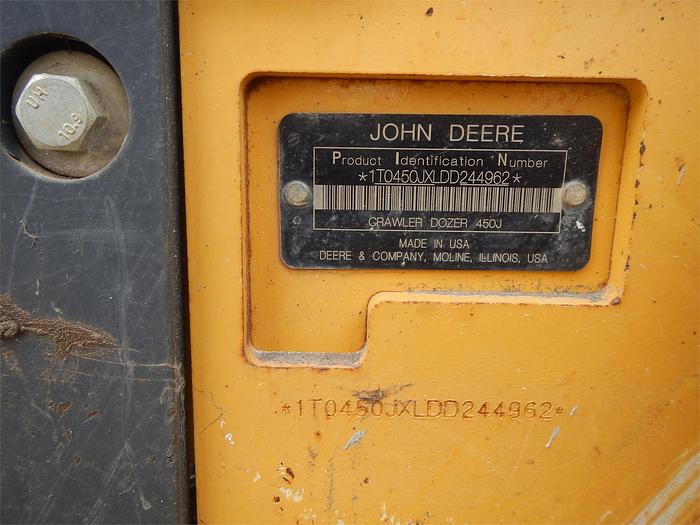 UH
10.9
JOHN DEERE
Product Identification Number
*1T0450JXLDD244962*
CRAWLER DOZER 450J
MADE IN USA
DEERE & COMPANY, MOLINE, ILLINOIS, USA
*1T0450JXLDD244962*